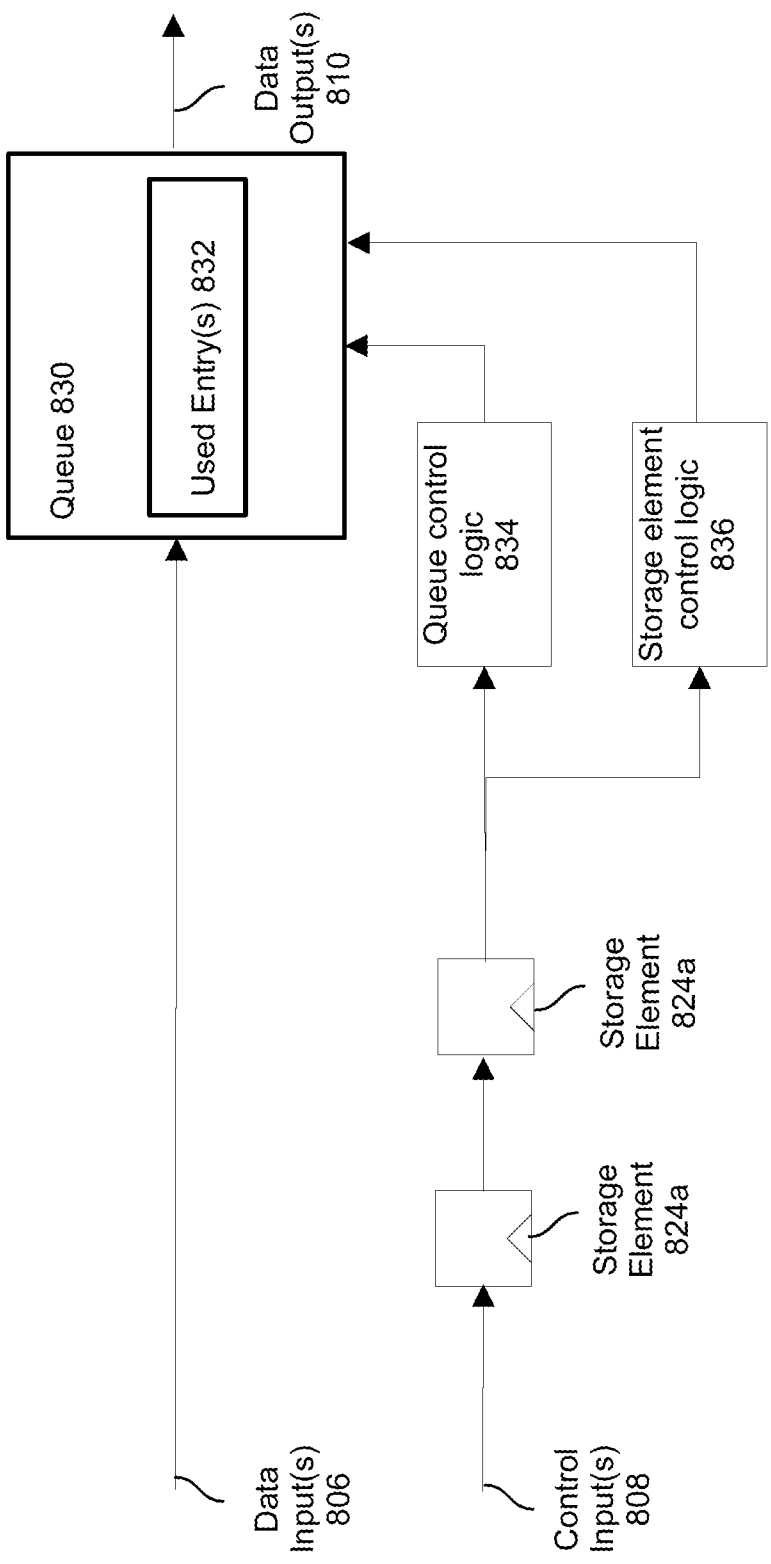 Data
Input(s)
806
Queue 830
Used Entry(s) 832
Data
Output(s)
810
Control
Input(s)
808
Storage
Element
824a
Storage
Element
824a
Queue control
logic
834
Storage element
control logic
836